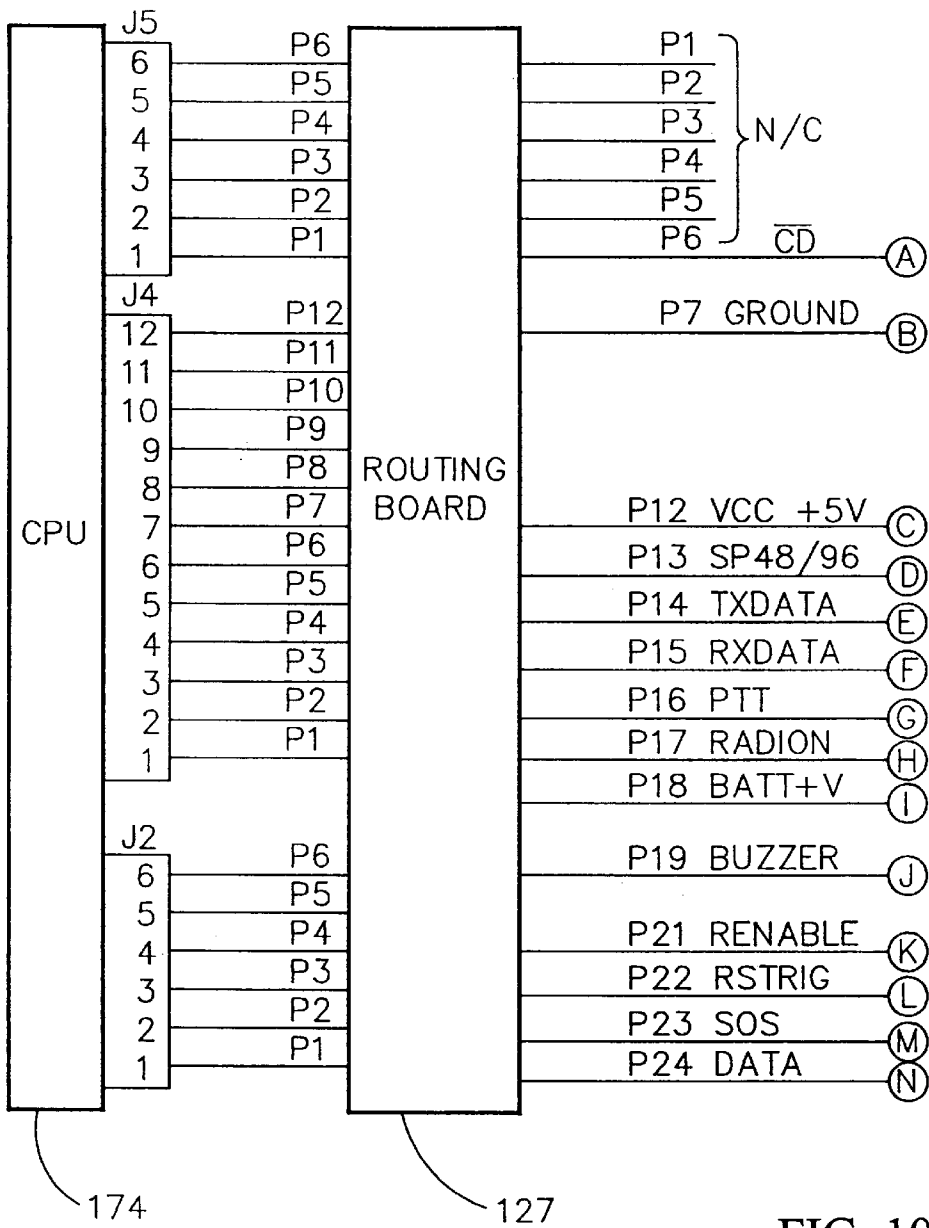 J5
6 P6 P1
5 P5 P2
4 P4 P3 N/C
3 P3 P4
2 P2 P5
1 P1 P6 C̅D̅ A
J4
12 P12 P7 GROUND B
11 P11
10 P10
9 P9
8 P8
ROUTING
BOARD
CPU
7 P7 P12 VCC +5V C
6 P6 P13 SP48/96 D
5 P5 P14 TXDATA E
4 P4 P15 RXDATA F
3 P3 P16 PTT G
2 P2 P17 RADION H
1 P1 P18 BATT+V I
J2
6 P6 P19 BUZZER J
5 P5
4 P4 P21 RENABLE K
3 P3 P22 RSTRIG L
2 P2 P23 SOS M
1 P1 P24 DATA N
174 127